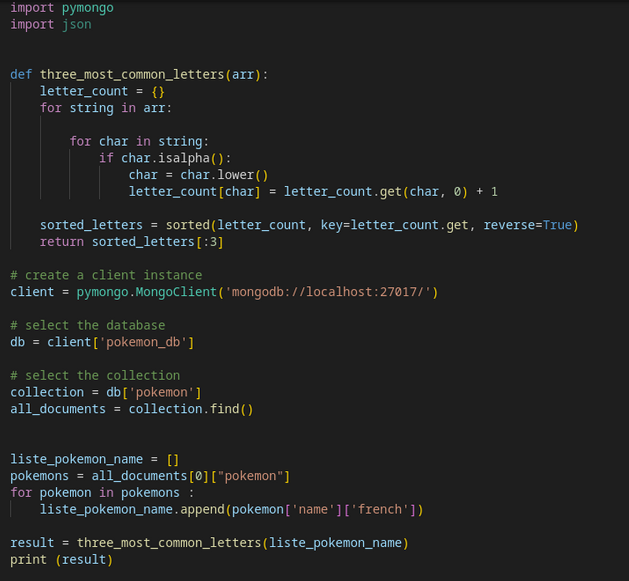 import pymongo
import json
def three_most_common_letters(arr):
    letter_count = {}
    for string in arr:
        for char in string:
            if char.isalpha():
                char = char.lower()
                letter_count[char] = letter_count.get(char, 0) + 1
    sorted_letters = sorted(letter_count, key=letter_count.get, reverse=True)
    return sorted_letters[:3]
# create a client instance
client = pymongo.MongoClient('mongodb://localhost:27017/')
# select the database
db = client['pokemon_db']
# select the collection
collection = db['pokemon']
all_documents = collection.find()
liste_pokemon_name = []
pokemons = all_documents[0]["pokemon"]
for pokemon in pokemons :
    liste_pokemon_name.append(pokemon['name']['french'])
result = three_most_common_letters(liste_pokemon_name)
print (result)